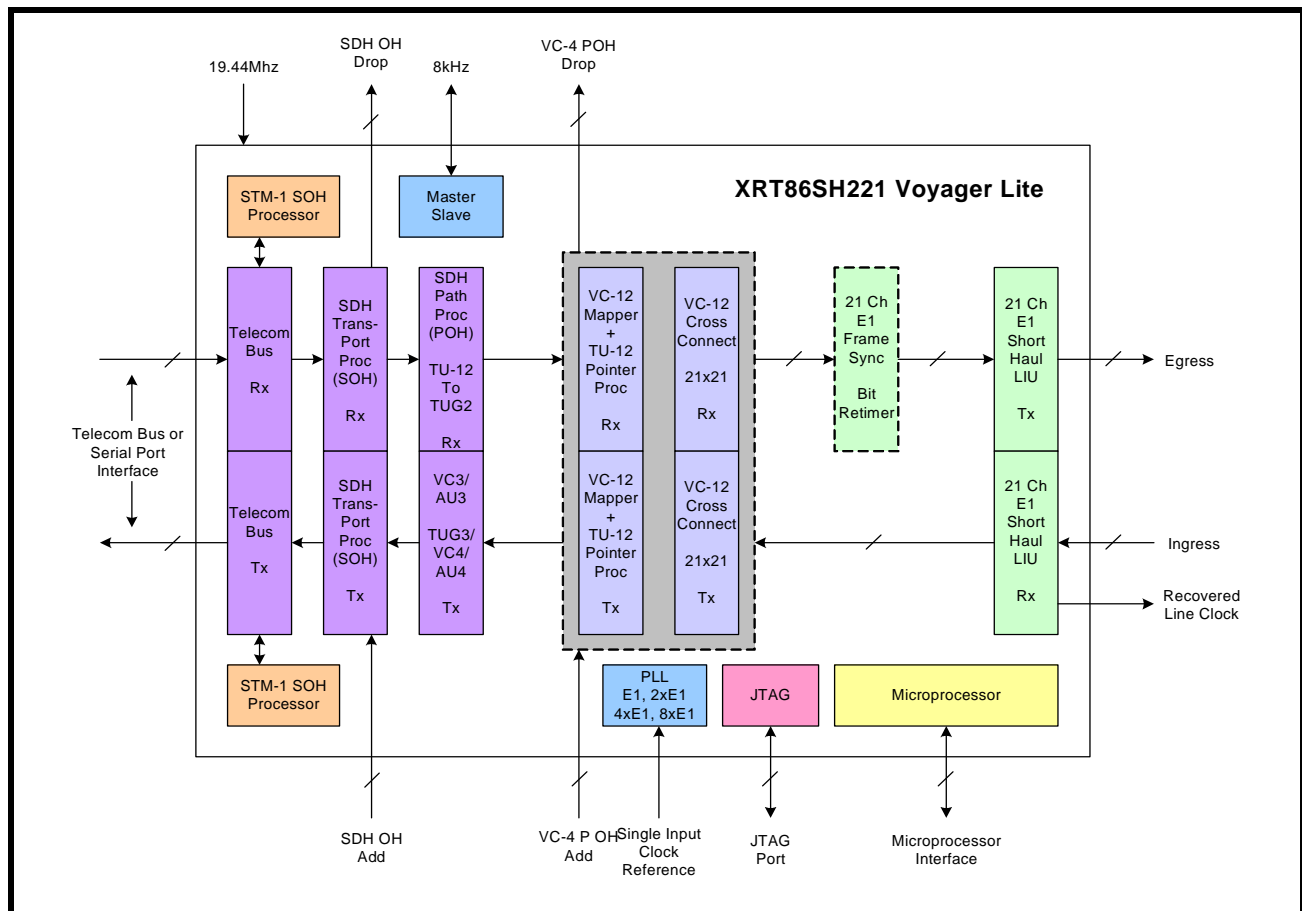 SDH OH
Drop
VC-4 POH
Drop
19.44Mhz
8kHz
XRT86SH221 Voyager Lite
STM-1 SOH
Processor
Master
Slave
Telecom
Bus
Rx
SDH
Trans-
Port
Proc
(SOH)
Rx
SDH
Path
Proc
(POH)
TU-12
To
TUG2
Rx
VC-12
Mapper
+
TU-12
Pointer
Proc
Rx
VC-12
Cross
Connect
21x21
Rx
21 Ch
E1
Frame
Sync
Bit
Retimer
21 Ch
E1
Short
Haul
LIU
Tx
Egress
Telecom Bus or
Serial Port
Interface
Telecom
Bus
Tx
SDH
Trans-
Port
Proc
(SOH)
Tx
VC3/
AU3
TUG3/
VC4/
AU4
Tx
VC-12
Mapper
+
TU-12
Pointer
Proc
Tx
VC-12
Cross
Connect
21x21
Tx
21 Ch
E1
Short
Haul
LIU
Rx
Ingress
Recovered
Line Clock
STM-1 SOH
Processor
PLL
E1, 2xE1
4xE1, 8xE1
JTAG
Microprocessor
SDH OH
Add
VC-4 P OH
Add
Single Input
Clock
Reference
JTAG
Port
Microprocessor
Interface